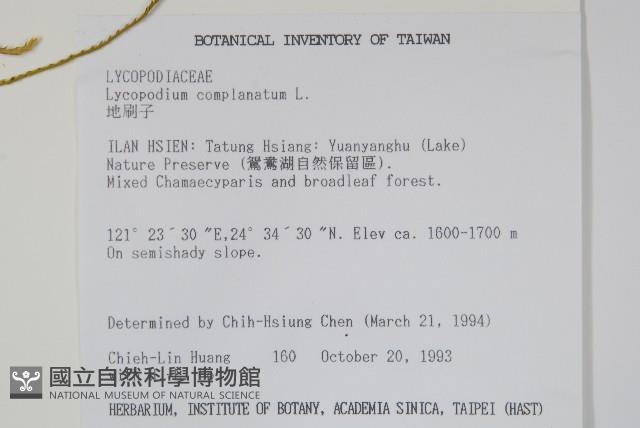 BOTANICAL INVENTORY OF TAIWAN
LYCOPODIACEAE
Lycopodium complanatum L.
地刷子
ILAN HSIEN: Tatung Hsiang: Yuanyanghu (Lake)
Nature Preserve (鴛鴦湖自然保留區).
Mixed Chamaecyparis and broadleaf forest.
121° 23´30 ″E,24° 34´30 ″N. Elev ca. 1600-1700 m
On semishady slope.
Determined by Chih-Hsiung Chen (March 21, 1994)
Chieh-Lin Huang 160 October 20, 1993
國立自然科學博物館
NATIONAL MUSEUM OF NATURAL SCIENCE
HERBARIUM, INSTITUTE OF BOTANY, ACADEMIA SINICA, TAIPEI (HAST)